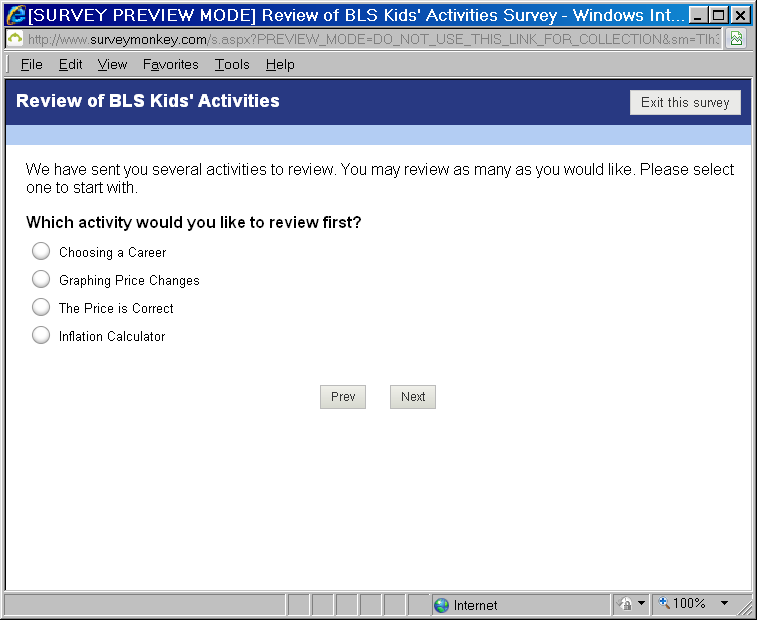 [SURVEY PREVIEW MODE] Review of BLS Kids' Activities Survey - Windows Int...
http://www.surveymonkey.com/s.aspx?PREVIEW_MODE=DO_NOT_USE_THIS_LINK_FOR_COLLECTION&sm=TIh
File Edit View Favorites Tools Help
Review of BLS Kids' Activities
Exit this survey
We have sent you several activities to review. You may review as many as you would like. Please select
one to start with.
Which activity would you like to review first?
Choosing a Career
Graphing Price Changes
The Price is Correct
Inflation Calculator
Prev Next
Internet 100%